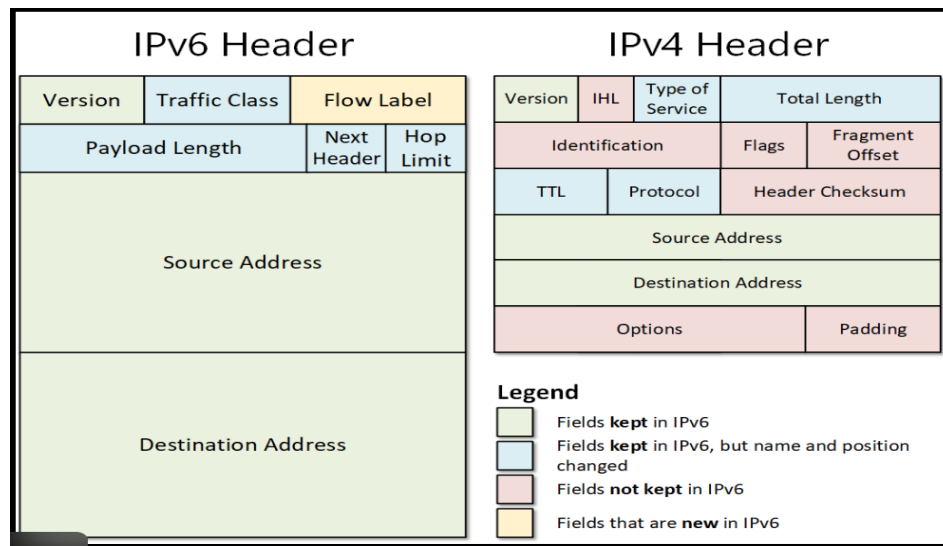 IPv6 Header
Version Traffic Class Flow Label
Payload Length Next Header Hop Limit
Source Address
Destination Address
IPv4 Header
Version IHL Type of Service Total Length
Identification Flags Fragment Offset
TTL Protocol Header Checksum
Source Address
Destination Address
Options Padding
Legend
Fields kept in IPv6
Fields kept in IPv6, but name and position
changed
Fields not kept in IPv6
Fields that are new in IPv6